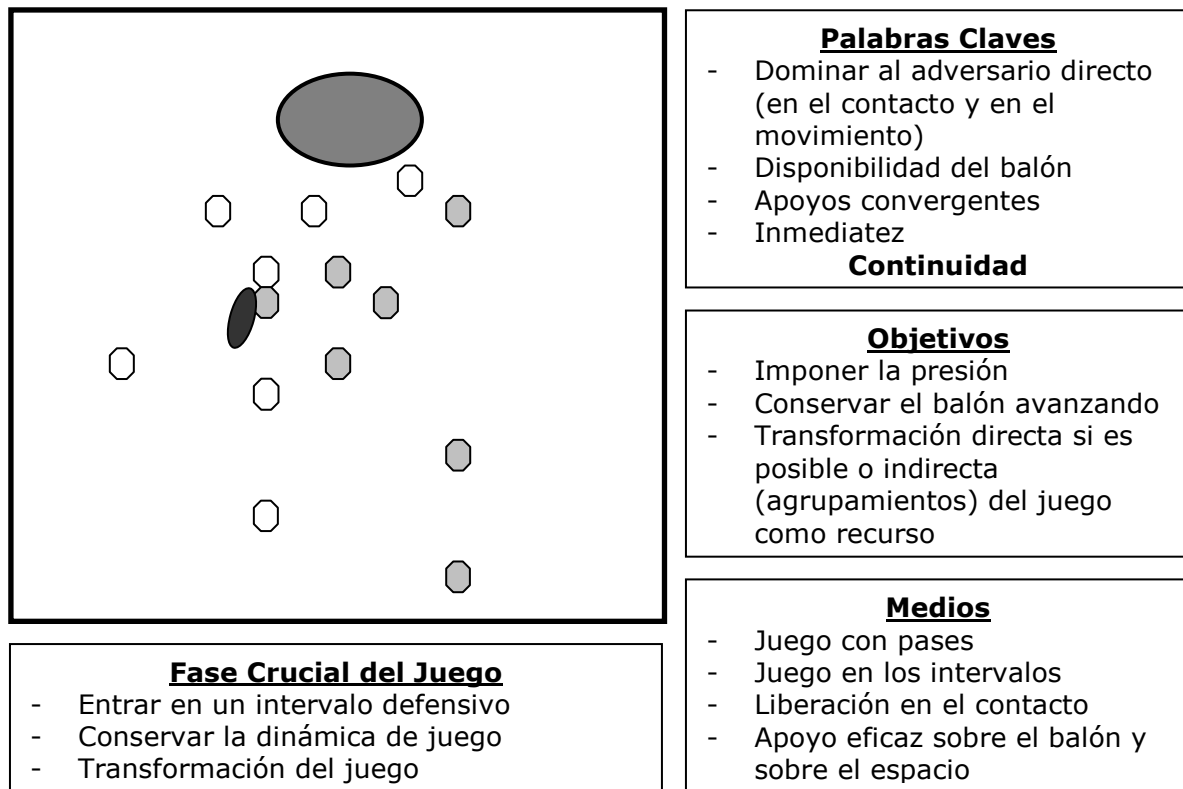 Palabras Claves
- Dominar al adversario directo
(en el contacto y en el
movimiento)
- Disponibilidad del balón
- Apoyos convergentes
- Inmediatez
Continuidad
Objetivos
- Imponer la presión
- Conservar el balón avanzando
- Transformación directa si es
posible o indirecta
(agrupamientos) del juego
como recurso
Medios
- Juego con pases
- Juego en los intervalos
- Liberación en el contacto
- Apoyo eficaz sobre el balón y
sobre el espacio
Fase Crucial del Juego
- Entrar en un intervalo defensivo
- Conservar la dinámica de juego
- Transformación del juego